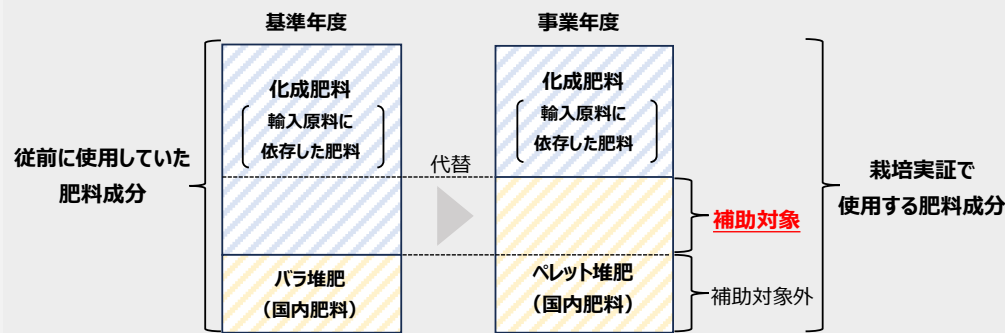 基準年度
事業年度
従前に使用していた
肥料成分
化成肥料
輸入原料に
依存した肥料
バラ堆肥
（国内肥料）
代替
化成肥料
輸入原料に
依存した肥料
ペレット堆肥
（国内肥料）
補助対象
補助対象外
栽培実証で
使用する肥料成分